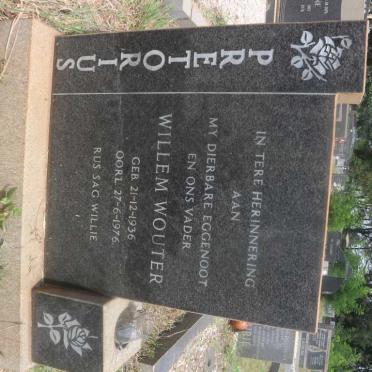 PRETORIUS
IN TERE HERINNERING
AAN
MY DIERBARE EGGENOOT
EN ONS VADER
WILLEM WOUTER
GEB. 21-12-1936
OORL. 27-6-1976
RUS SAG WILLIE